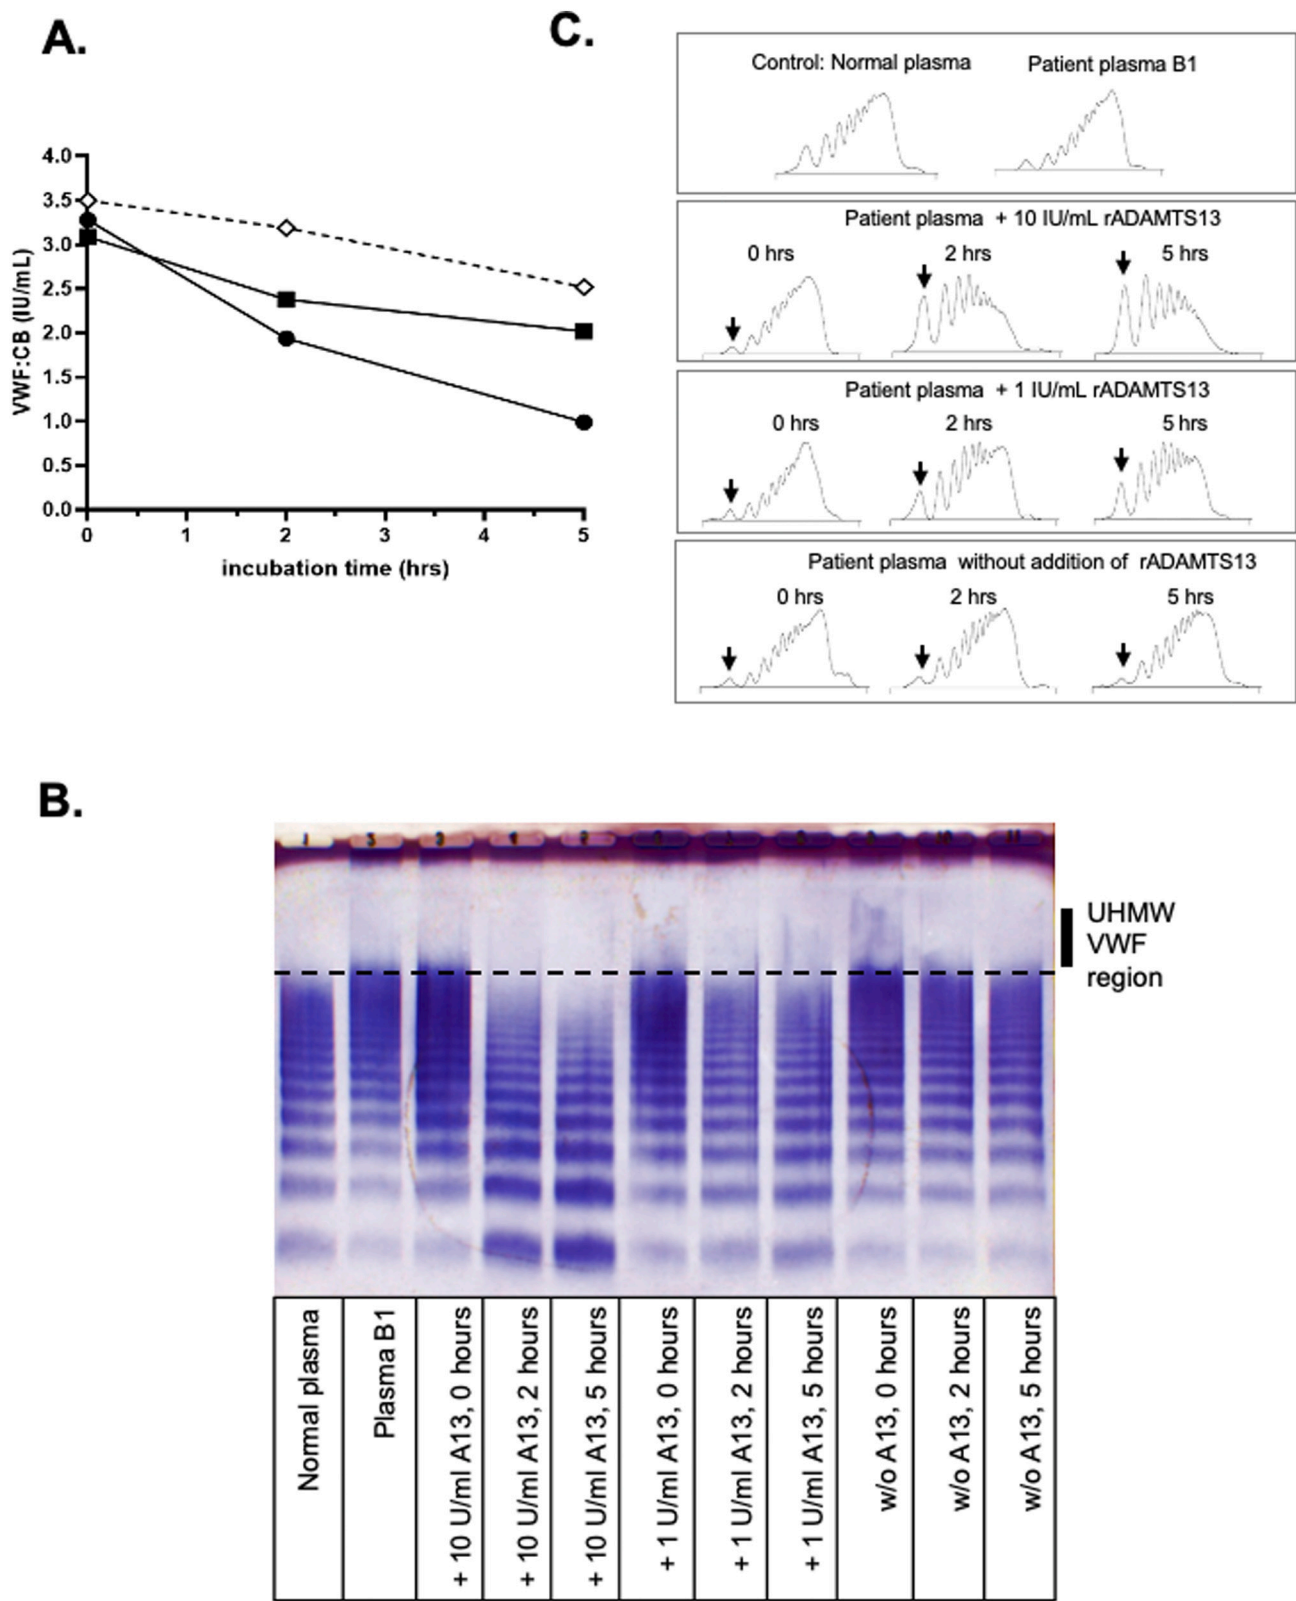 A.
4.0
3.5
3.0
2.5
2.0
1.5
1.0
0.5
0.0
VWF:CB (IU/mL)
0 1 2 3 4 5
incubation time (hrs)
C.
Control: Normal plasma Patient plasma B1
Patient plasma + 10 IU/mL rADAMTS13
0 hrs 2 hrs 5 hrs
Patient plasma + 1 IU/mL rADAMTS13
0 hrs 2 hrs 5 hrs
Patient plasma without addition of rADAMTS13
0 hrs 2 hrs 5 hrs
B.
UHMW
VWF
region
Normal plasma
Plasma B1
+ 10 U/ml A13, 0 hours
+ 10 U/ml A13, 2 hours
+ 10 U/ml A13, 5 hours
+ 1 U/ml A13, 0 hours
+ 1 U/ml A13, 2 hours
+ 1 U/ml A13, 5 hours
w/o A13, 0 hours
w/o A13, 2 hours
w/o A13, 5 hours